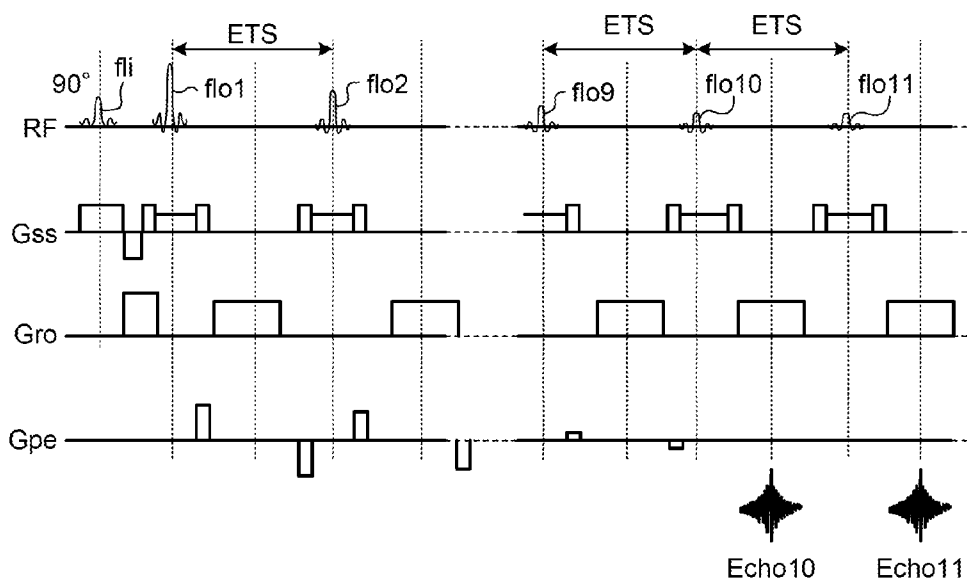 ETS ETS ETS
90° fli flo1 flo2 flo9 flo10 flo11
RF
Gss
Gro
Gpe
Echo10 Echo11